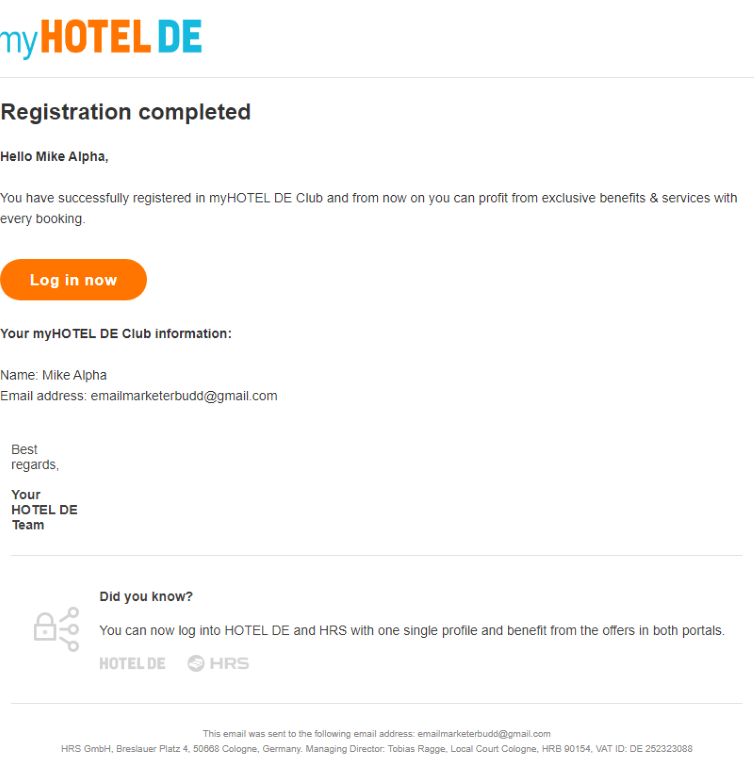 myHOTEL DE
Registration completed
Hello Mike Alpha,
You have successfully registered in myHOTEL DE Club and from now on you can profit from exclusive benefits & services with
every booking.
Log in now
Your myHOTEL DE Club information:
Name: Mike Alpha
Email address: emailmarketerbudd@gmail.com
Best
regards,
Your
HOTEL DE
Team
Did you know?
You can now log into HOTEL DE and HRS with one single profile and benefit from the offers in both portals.
HOTEL DE HRS
This email was sent to the following email address: emailmarketerbudd@gmail.com
HRS GmbH, Breslauer Platz 4, 50668 Cologne, Germany. Managing Director: Tobias Ragge, Local Court Cologne, HRB 90154, VAT ID: DE 252323088